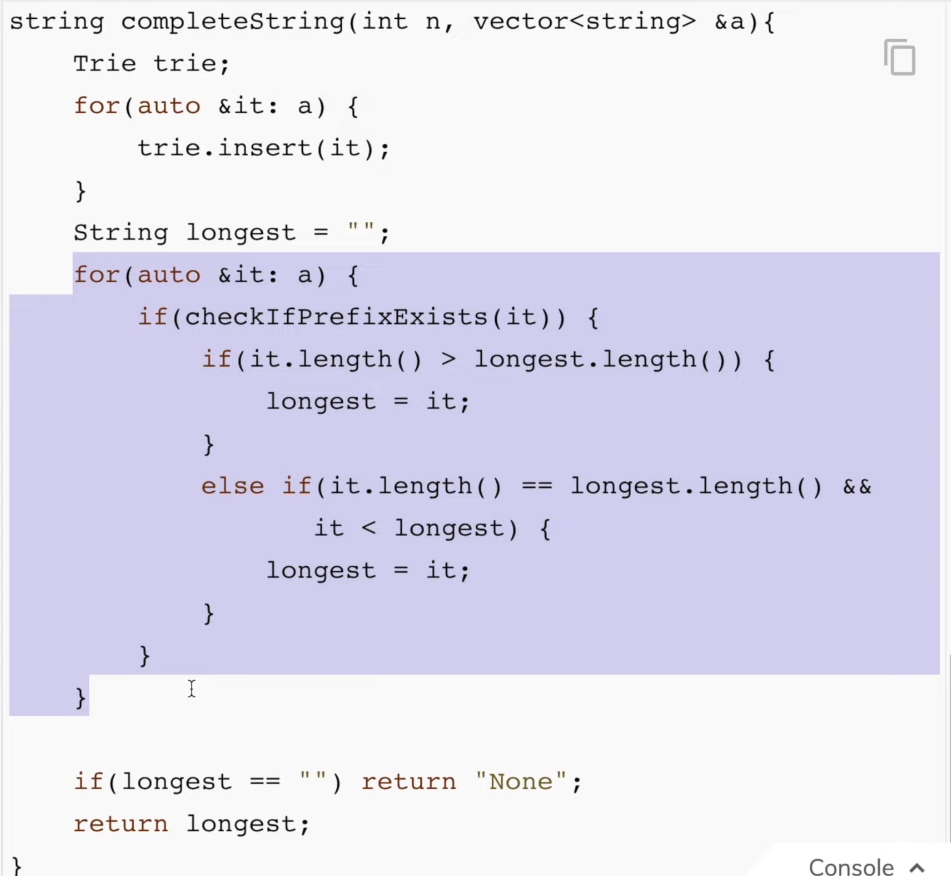 string completeString(int n, vector<string> &a){
    Trie trie;
    for(auto &it: a) {
        trie.insert(it);
    }
    String longest = "";
    for(auto &it: a) {
        if(checkIfPrefixExists(it)) {
            if(it.length() > longest.length()) {
                longest = it;
            }
            else if(it.length() == longest.length() &&
                   it < longest) {
                longest = it;
            }
        }
    }

    if(longest == "") return "None";
    return longest;
}
Console